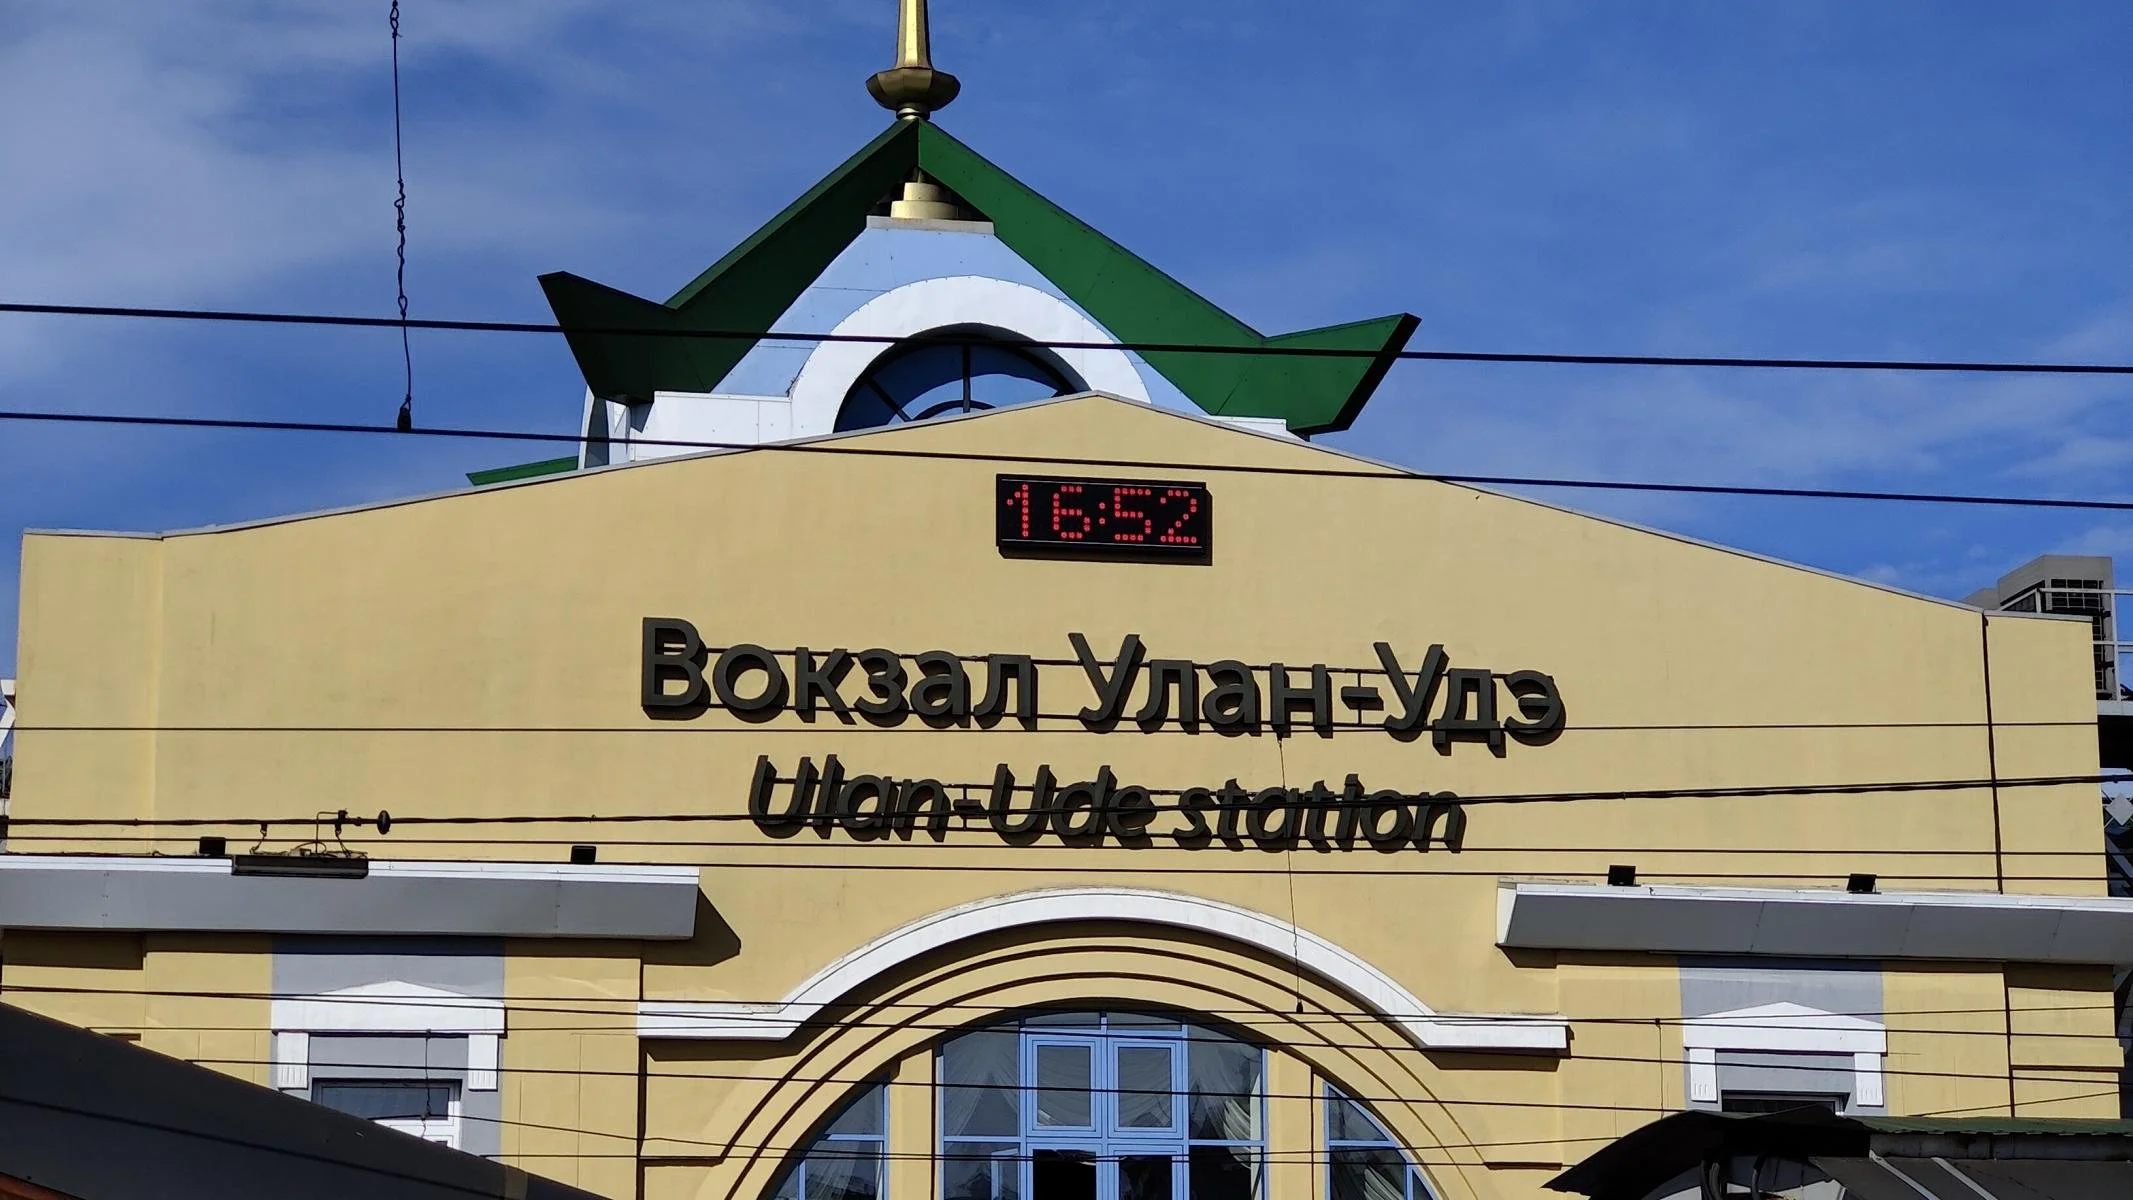 16:52
Вокзал Улан-Удэ
Ulan-Ude station